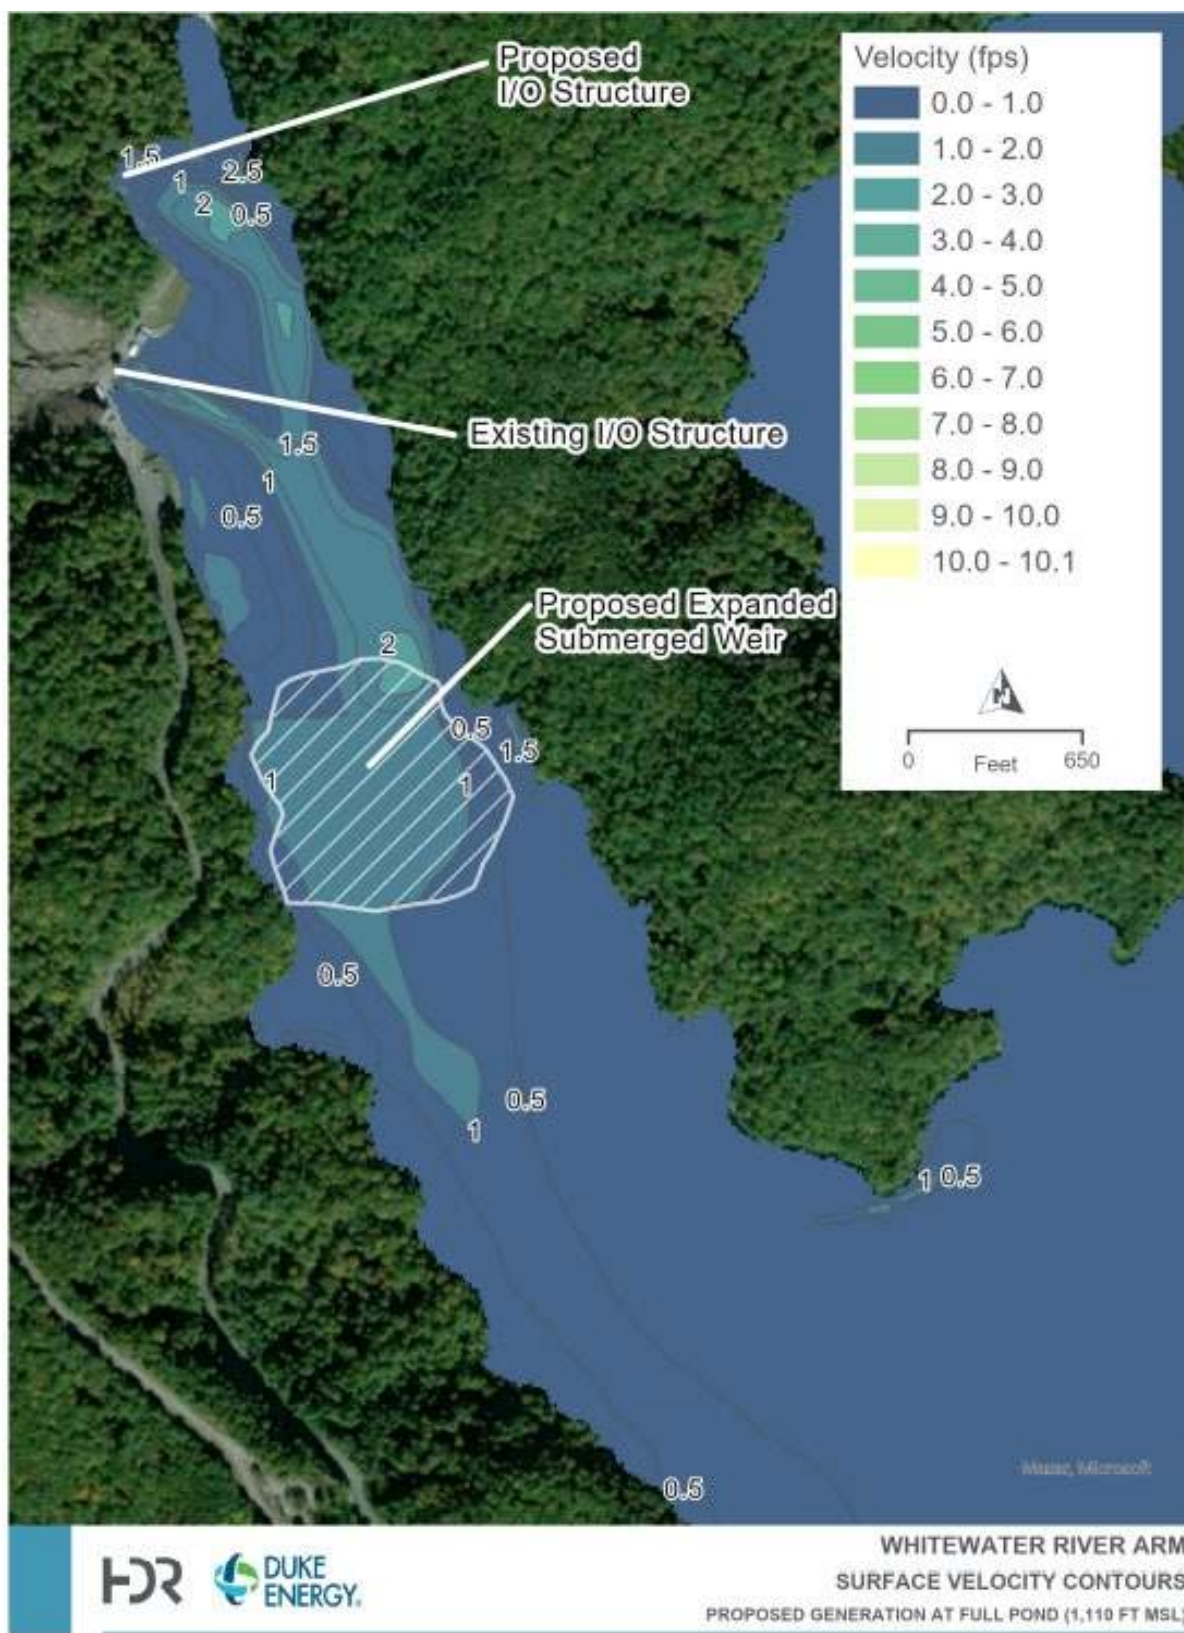 Proposed
I/O Structure
Velocity (fps)
0.0 - 1.0
1.0 - 2.0
2.0 - 3.0
3.0 - 4.0
4.0 - 5.0
5.0 - 6.0
6.0 - 7.0
7.0 - 8.0
8.0 - 9.0
9.0 - 10.0
10.0 - 10.1
1.5
1
2.5
2
0.5
Existing I/O Structure
1.5
1
0.5
Proposed Expanded
Submerged Weir
2
0.5
1.5
1
1
N
0 Feet 650
0.5
0.5
1
1 0.5
0.5
Maxar, Microsoft
HDR
DUKE
ENERGY.
WHITEWATER RIVER ARM
SURFACE VELOCITY CONTOURS
PROPOSED GENERATION AT FULL POND (1,110 FT MSL)